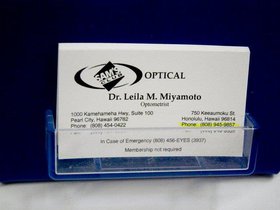 SAM'S CLUB
OPTICAL
Dr. Leila M. Miyamoto
Optometrist
1000 Kamehameha Hwy, Suite 100
Pearl City, Hawaii 96782
Phone: (808) 454-0422
750 Keeaumoku St
Honolulu, Hawaii 96814
Phone: (808) 945-9857
In Case of Emergency (808) 456-EYES (3937)
Membership not required